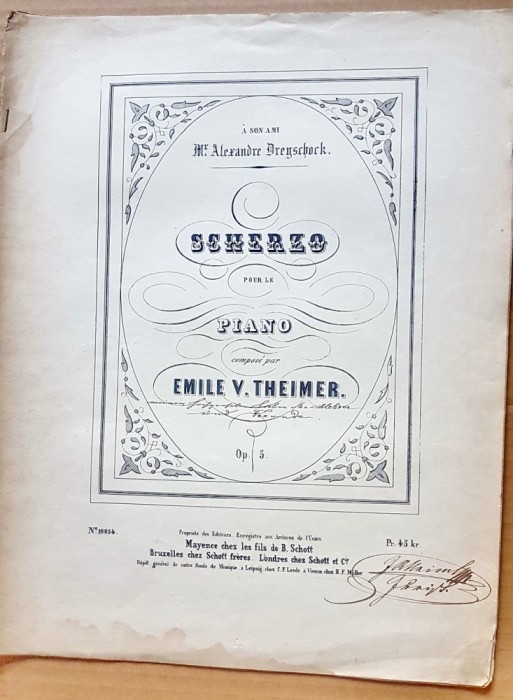 À SON AMI
Mr. Alexandre Dreyschock.
SCHERZO
POUR LE
PIANO
composé par
EMILE V. THEIMER.
und Freunde
Op. 5.
No. 10054.
Propriété des Editeurs. Enregistré aux Archives de l'Union
Pr. 45 kr.
Mayence chez les fils de B. Schott
Bruxelles chez Schott frères. Londres chez Schott et Cie
Dépôt général de notre fonds de Musique à Leipzig chez C. F. Leede, à Vienne chez H. F. Müller